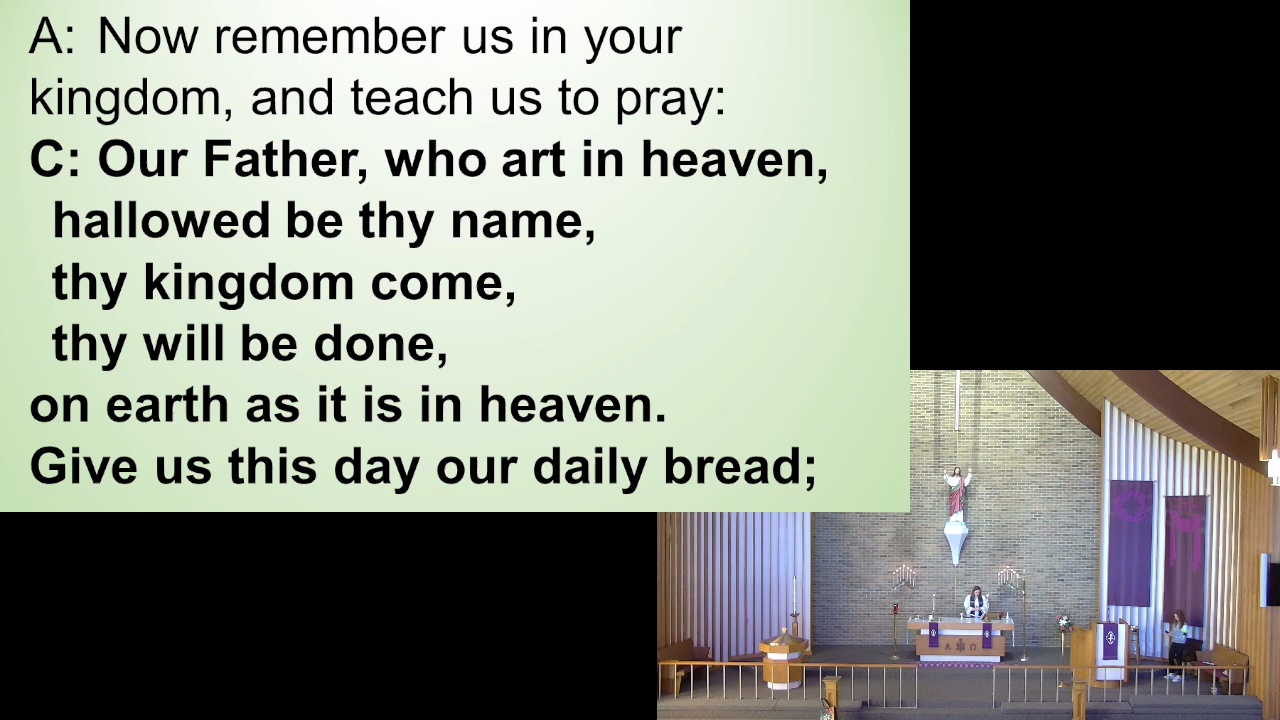 A: Now remember us in your
kingdom, and teach us to pray:
C: Our Father, who art in heaven,
hallowed be thy name,
thy kingdom come,
thy will be done,
on earth as it is in heaven.
Give us this day our daily bread;
Α Ω